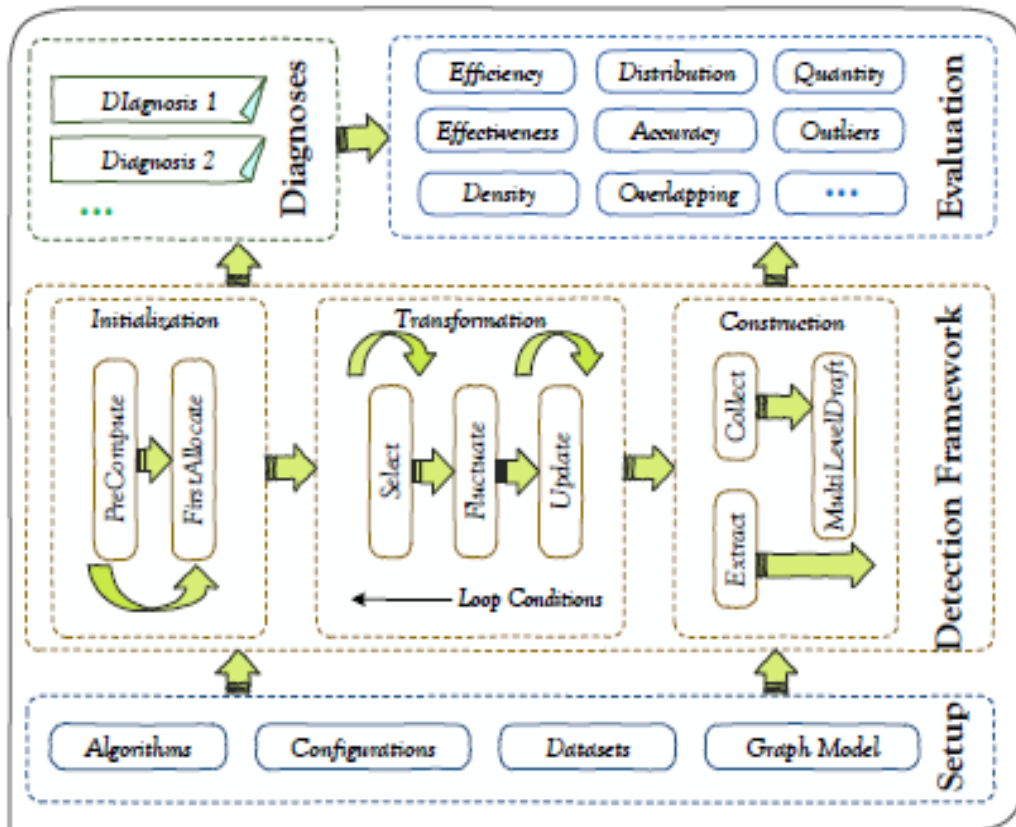 DIagnosis 1
Diagnosis 2
...
Diagnoses
Efficiency
Distribution
Quantity
Effectiveness
Accuracy
Outliers
Density
Overlapping
...
Evaluation
Initialization
PreCompute
FirstAllocate
Transformation
Select
Fluctuate
Update
Loop Conditions
Construction
Collect
Extract
MultiLevelDraft
Detection Framework
Algorithms
Configurations
Datasets
Graph Model
Setup